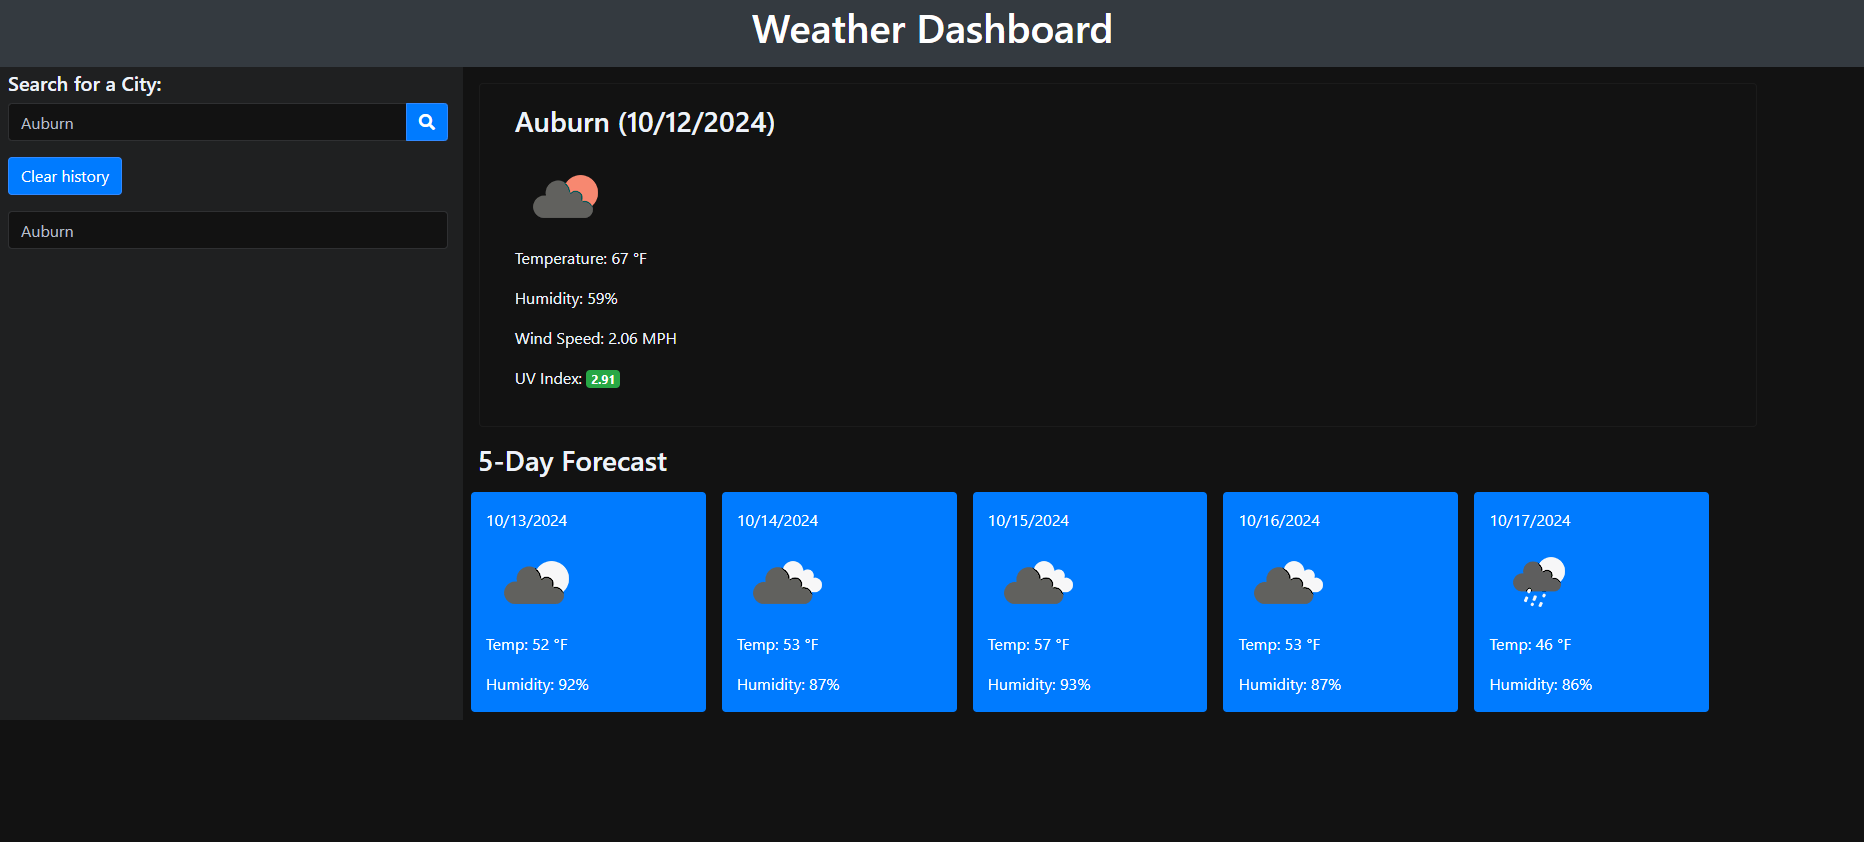 Weather Dashboard
Search for a City:
Auburn
Clear history
Auburn
Auburn (10/12/2024)
Temperature: 67 °F
Humidity: 59%
Wind Speed: 2.06 MPH
UV Index: 2.91
5-Day Forecast
10/13/2024
Temp: 52 °F
Humidity: 92%
10/14/2024
Temp: 53 °F
Humidity: 87%
10/15/2024
Temp: 57 °F
Humidity: 93%
10/16/2024
Temp: 53 °F
Humidity: 87%
10/17/2024
Temp: 46 °F
Humidity: 86%